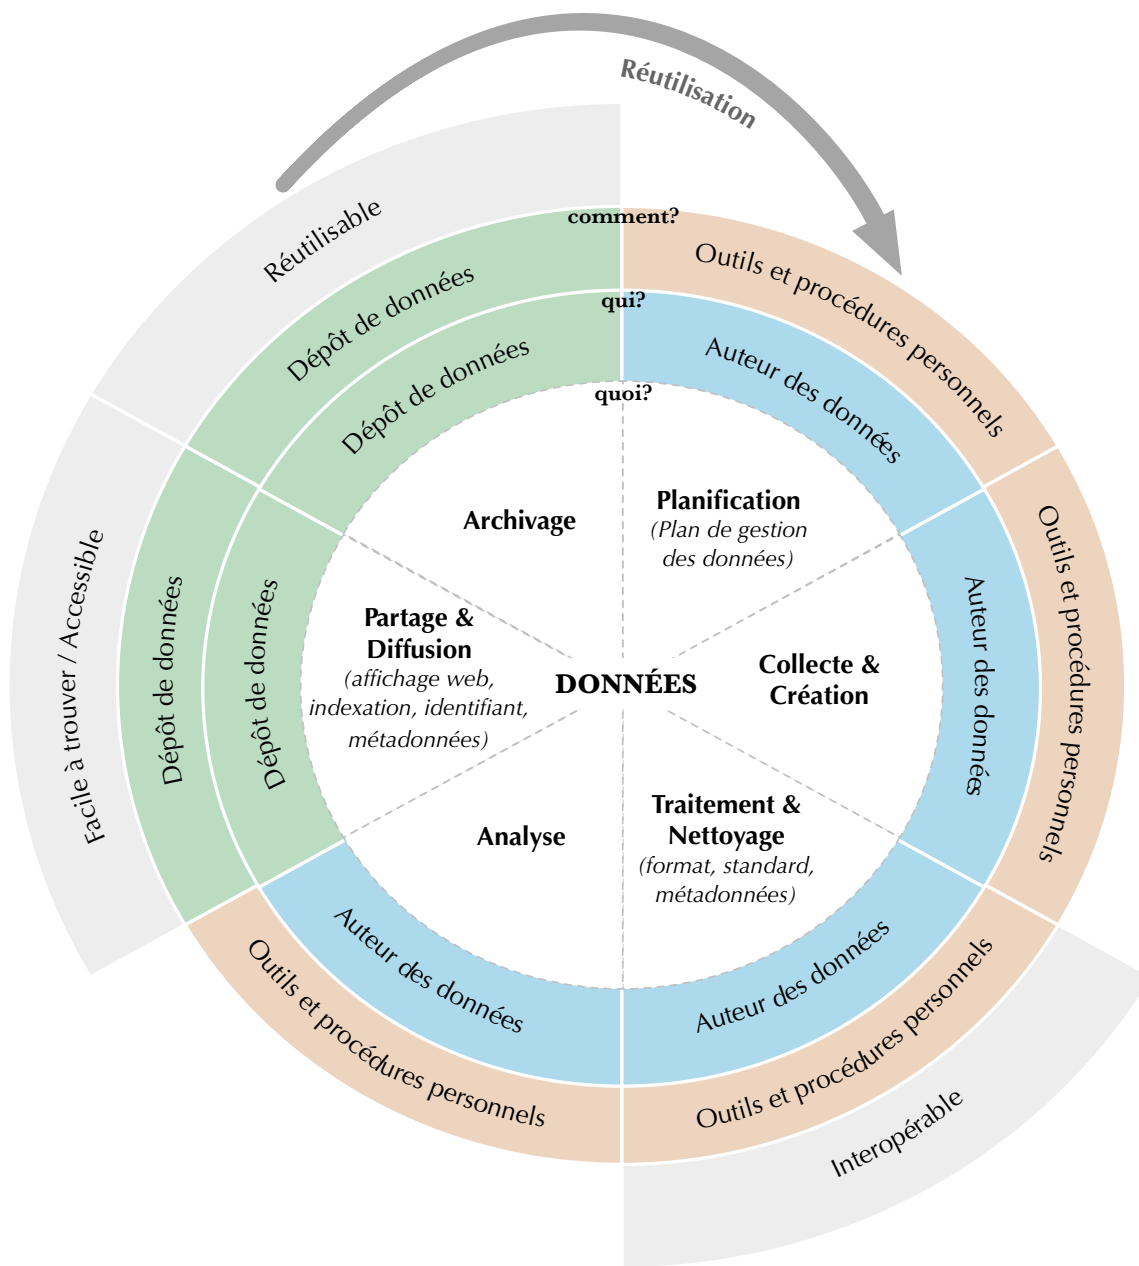 Réutilisation
Réutilisable
comment?
Outils et procédures personnels
Dépôt de données
qui?
Auteur des données
Dépôt de données
quoi?
Archivage
Planification
(Plan de gestion
des données)
Outils et procédures personnels
Auteur des données
Facile à trouver / Accessible
Dépôt de données
Dépôt de données
Partage &
Diffusion
(affichage web,
indexation, identifiant,
métadonnées)
DONNÉES
Collecte &
Création
Analyse
Traitement &
Nettoyage
(format, standard,
métadonnées)
Auteur des données
Outils et procédures personnels
Auteur des données
Outils et procédures personnels
Interopérable